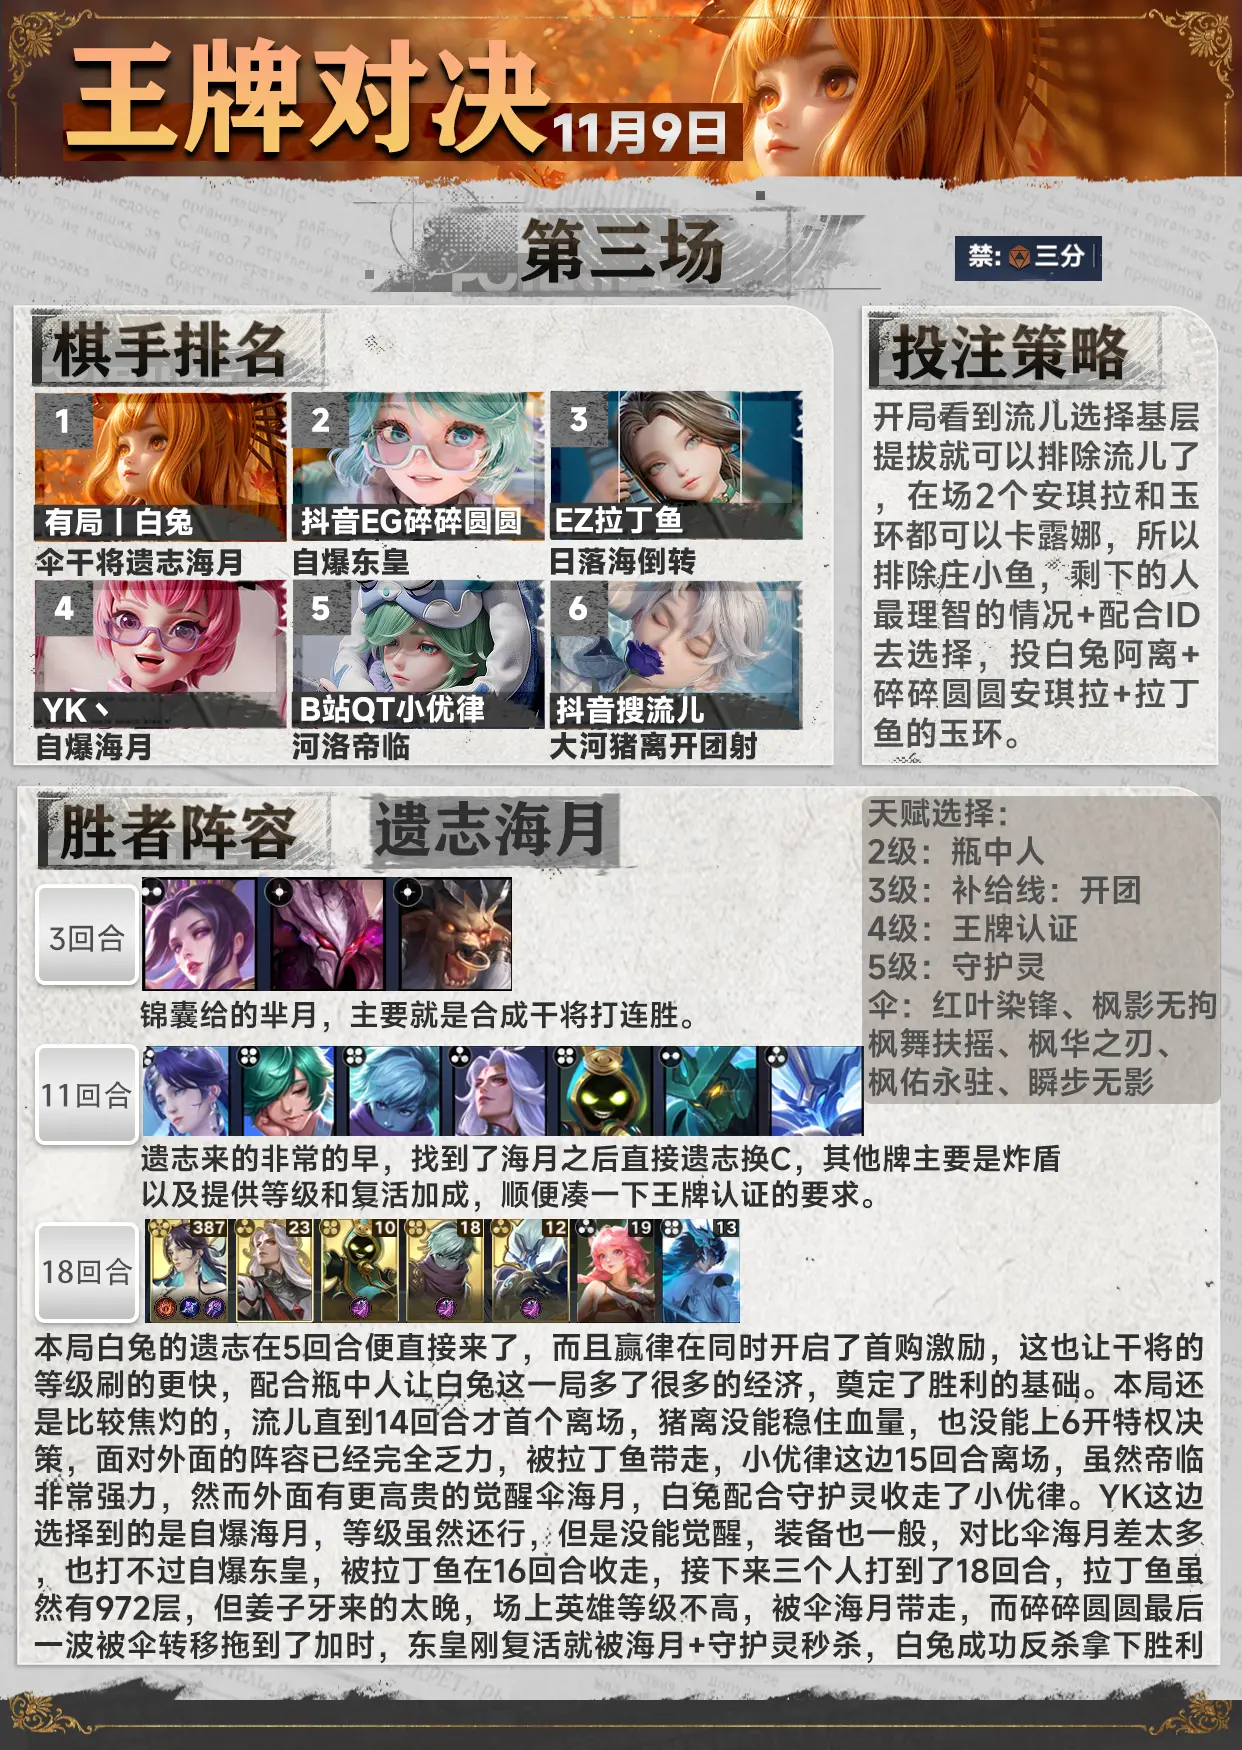 王牌对决
11月9日
第三场
禁:三分
棋手排名
1
有局丨白兔
伞干将遗志海月
2
抖音EG碎碎圆圆
自爆东皇
3
EZ拉丁鱼
日落海倒转
4
YK丶
自爆海月
5
B站QT小优律
河洛帝临
6
抖音搜流儿
大河猪离开团射
投注策略
开局看到流儿选择基层
提拔就可以排除流儿了
，在场2个安琪拉和玉
环都可以卡露娜，所以
排除庄小鱼，剩下的人
最理智的情况+配合ID
去选择，投白兔阿离+
碎碎圆圆安琪拉+拉丁
鱼的玉环。
胜者阵容
遗志海月
天赋选择：
2级：瓶中人
3级：补给线：开团
4级：王牌认证
5级：守护灵
伞：红叶染锋、枫影无拘
枫舞扶摇、枫华之刃、
枫佑永驻、瞬步无影
3回合
锦囊给的芈月，主要就是合成干将打连胜。
11回合
遗志来的非常的早，找到了海月之后直接遗志换C，其他牌主要是炸盾
以及提供等级和复活加成，顺便凑一下王牌认证的要求。
18回合
387 23 10 18 12 19 13
本局白兔的遗志在5回合便直接来了，而且赢律在同时开启了首购激励，这也让干将的
等级刷的更快，配合瓶中人让白兔这一局多了很多的经济，奠定了胜利的基础。本局还
是比较焦灼的，流儿直到14回合才首个离场，猪离没能稳住血量，也没能上6开特权决
策，面对外面的阵容已经完全乏力，被拉丁鱼带走，小优律这边15回合离场，虽然帝临
非常强力，然而外面有更高贵的觉醒伞海月，白兔配合守护灵收走了小优律。YK这边
选择到的是自爆海月，等级虽然还行，但是没能觉醒，装备也一般，对比伞海月差太多
，也打不过自爆东皇，被拉丁鱼在16回合收走，接下来三个人打到了18回合，拉丁鱼虽
然有972层，但姜子牙来的太晚，场上英雄等级不高，被伞海月带走，而碎碎圆圆最后
一波被伞转移拖到了加时，东皇刚复活就被海月+守护灵秒杀，白兔成功反杀拿下胜利